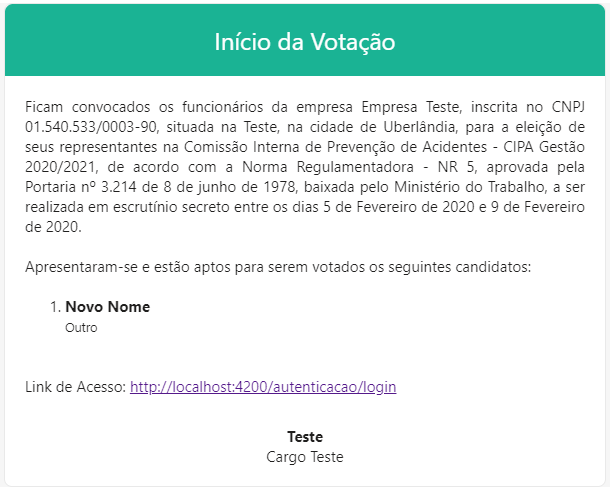 Início da Votação
Ficam convocados os funcionários da empresa Empresa Teste, inscrita no CNPJ
01.540.533/0003-90, situada na Teste, na cidade de Uberlândia, para a eleição de
seus representantes na Comissão Interna de Prevenção de Acidentes - CIPA Gestão
2020/2021, de acordo com a Norma Regulamentadora - NR 5, aprovada pela
Portaria nº 3.214 de 8 de junho de 1978, baixada pelo Ministério do Trabalho, a ser
realizada em escrutínio secreto entre os dias 5 de Fevereiro de 2020 e 9 de Fevereiro
de 2020.
Apresentaram-se e estão aptos para serem votados os seguintes candidatos:
1. Novo Nome
Outro
Link de Acesso: http://localhost:4200/autenticacao/login
Teste
Cargo Teste